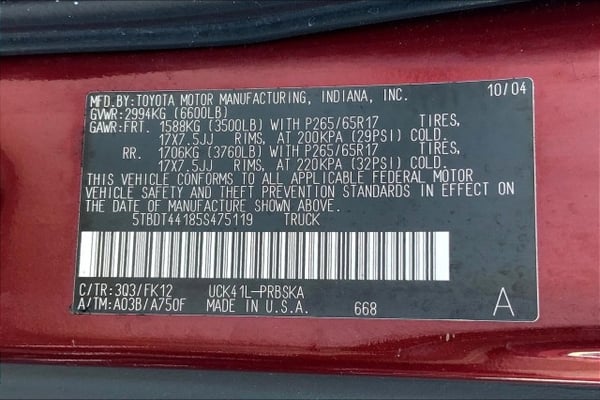 MFD.BY:TOYOTA MOTOR MANUFACTURING, INDIANA, INC. 10/04
GVWR:2994KG (6600LB)
GAWR:FRT. 1588KG (3500LB) WITH P265/65R17 TIRES,
17X7.5JJ RIMS, AT 200KPA (29PSI) COLD.
RR. 1706KG (3760LB) WITH P265/65R17 TIRES,
17X7.5JJ RIMS, AT 220KPA (32PSI) COLD.
THIS VEHICLE CONFORMS TO ALL APPLICABLE FEDERAL MOTOR
VEHICLE SAFETY AND THEFT PREVENTION STANDARDS IN EFFECT ON
THE DATE OF MANUFACTURE SHOWN ABOVE.
5TBDT44185S475119 TRUCK
C/TR:3Q3/FK12 UCK41L-PRBSKA
A/TM:A03B/A750F MADE IN U.S.A. 668 A